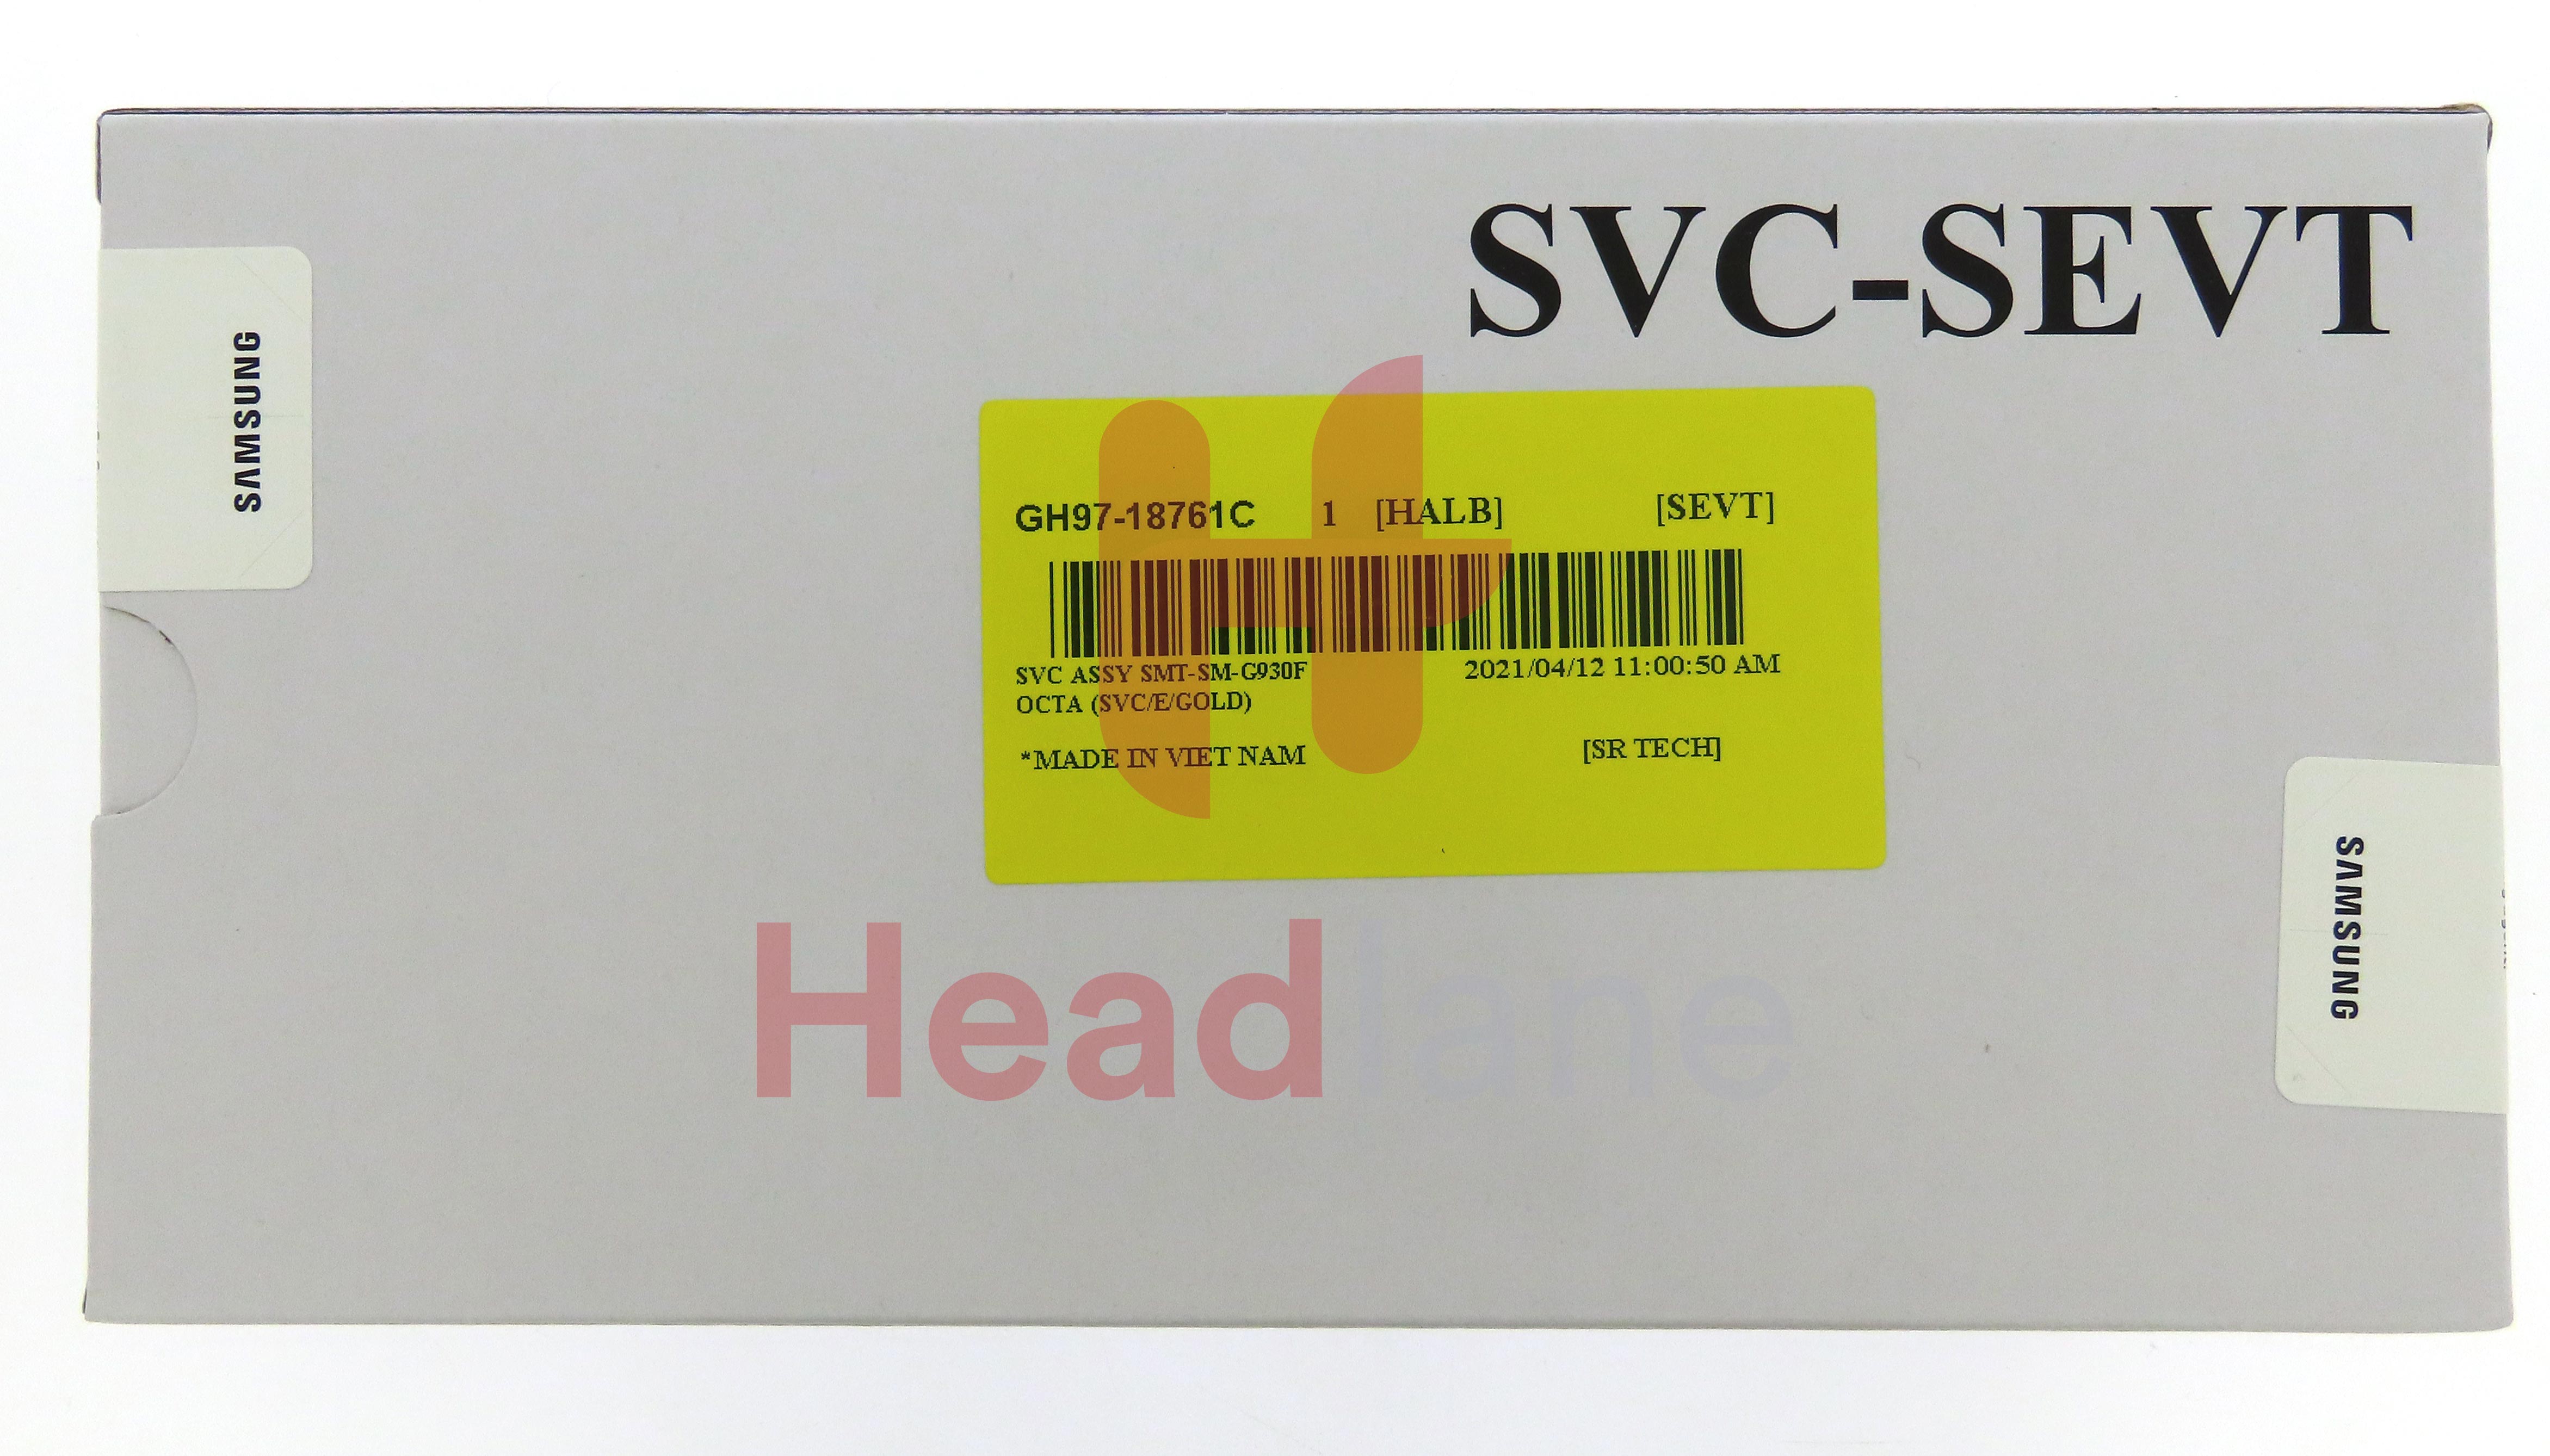 SVC-SEVT
SAMSUNG
GH97-18761C 1 [HALB] [SEVT]
SVC ASSY SMT-SM-G930F 2021/04/12 11:00:50 AM
OCTA (SVC/E/GOLD)
*MADE IN VIET NAM [SR TECH]
SAMSUNG
Headlane